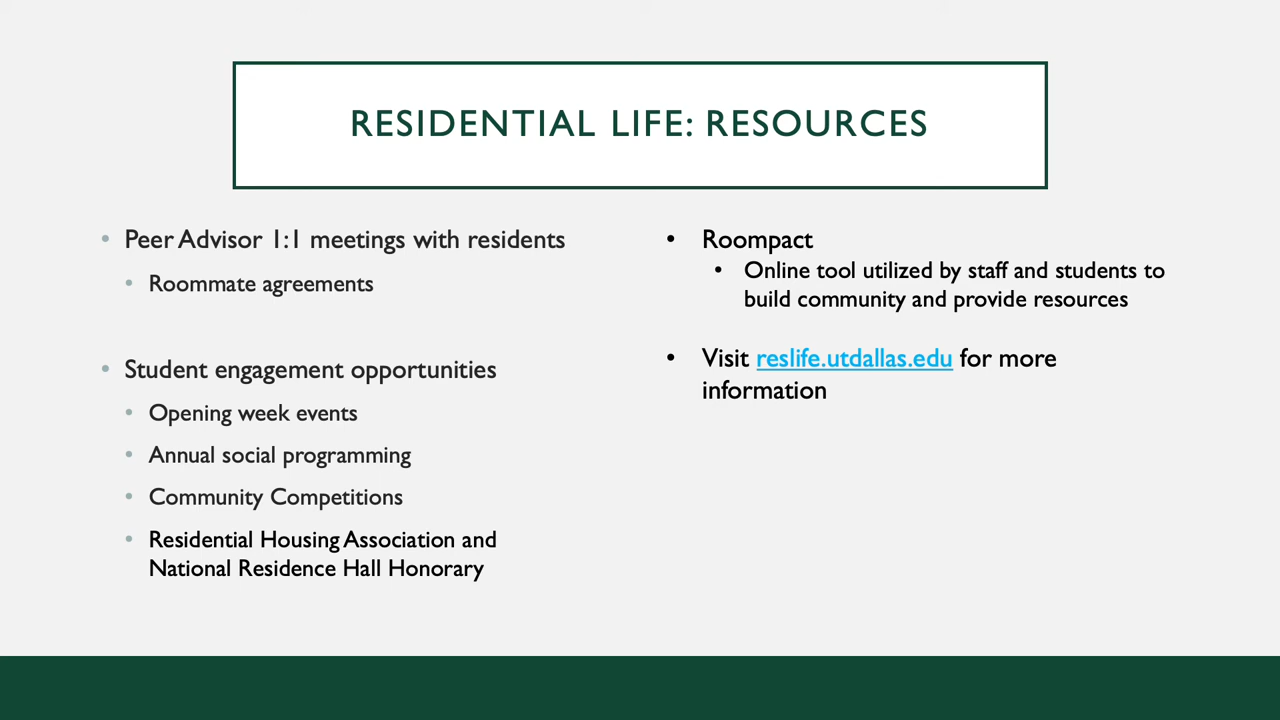 RESIDENTIAL LIFE: RESOURCES
• Peer Advisor 1:1 meetings with residents
• Roommate agreements
• Student engagement opportunities
• Opening week events
• Annual social programming
• Community Competitions
• Residential Housing Association and
National Residence Hall Honorary
• Roompact
• Online tool utilized by staff and students to
build community and provide resources
• Visit reslife.utdallas.edu for more
information